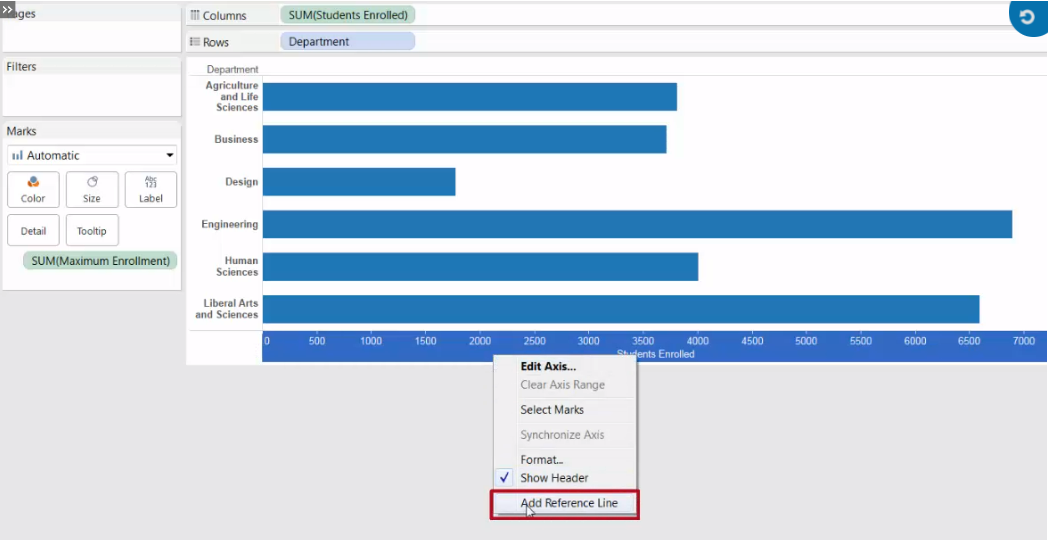 ages
Columns
SUM(Students Enrolled)
Rows
Department
Filters
Marks
Automatic
Color
Size
Abc
123
Label
Detail
Tooltip
SUM(Maximum Enrollment)
Department
Agriculture
and Life
Sciences
Business
Design
Engineering
Human
Sciences
Liberal Arts
and Sciences
0 500 1000 1500 2000 2500 3000 3500 4000 4500 5000 5500 6000 6500 7000
Students Enrolled
Edit Axis...
Clear Axis Range
Select Marks
Synchronize Axis
Format...
Show Header
Add Reference Line